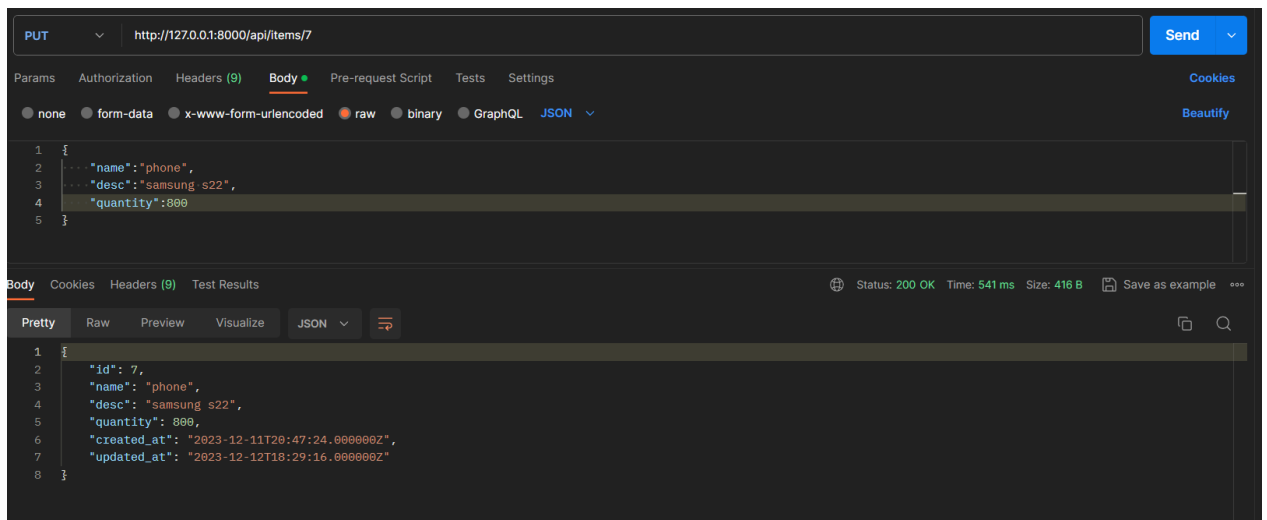 PUT http://127.0.0.1:8000/api/items/7 Send
Params Authorization Headers (9) Body Pre-request Script Tests Settings Cookies
none form-data x-www-form-urlencoded raw binary GraphQL JSON Beautify
1 {
2 "name":"phone",
3 "desc":"samsung s22",
4 "quantity":800
5 }
Body Cookies Headers (9) Test Results Status: 200 OK Time: 541 ms Size: 416 B Save as example
Pretty Raw Preview Visualize JSON
1 {
2 "id": 7,
3 "name": "phone",
4 "desc": "samsung s22",
5 "quantity": 800,
6 "created_at": "2023-12-11T20:47:24.000000Z",
7 "updated_at": "2023-12-12T18:29:16.000000Z"
8 }